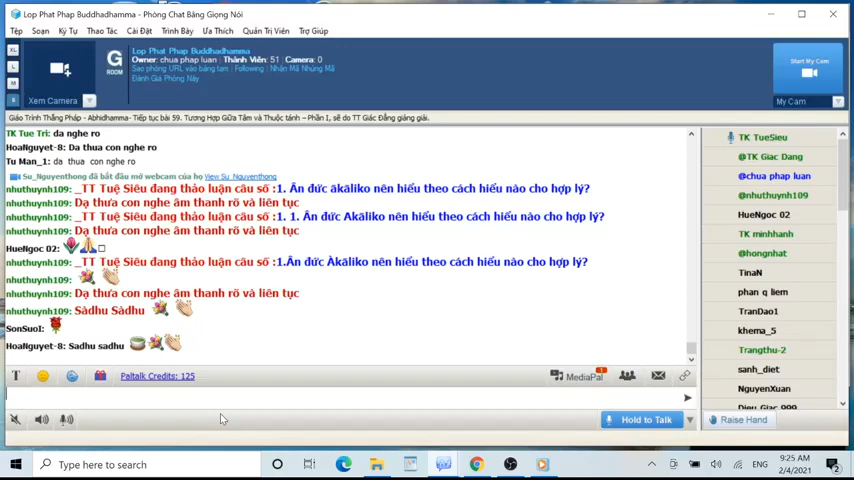 Lop Phat Phap Buddhadhamma - Phòng Chat Bằng Giọng Nói
Tệp Soạn Ký Tự Thao Tác Cài Đặt Trình Bày Ưa Thích Quản Trị Viên Trợ Giúp
XL
L
M
S
Xem Camera
G
ROOM
Lop Phat Phap Buddhadhamma
Owner: chua phap luan Thành Viên: 51 Camera: 0
Sao phỏng URL vào bảng tạm | Following | Nhận Mã Nhúng Mã
Đánh Giá Phòng Này
Start My Cam
My Cam
Giáo Trình Thắng Pháp - Abhidhamma- Tiếp tục bài 59. Tương Hợp Giữa Tâm và Thuộc tánh – Phần I, sẽ do TT Giác Đẳng giảng giải.
TK Tue Tri: da nghe ro
HoaNguyet-8: Da thua con nghe ro
Tu Man_1: da thua con nghe ro
Su_Nguyenthong đã bắt đầu mở webcam của họ View Su_Nguyenthong
nhuthuynh109: _TT Tuệ Siêu đang thảo luận câu số :1. Ân đức ākāliko nên hiểu theo cách hiểu nào cho hợp lý?
nhuthuynh109: Dạ thưa con nghe âm thanh rõ và liên tục
nhuthuynh109: _TT Tuệ Siêu đang thảo luận câu số :1. 1. Ân đức Akāliko nên hiểu theo cách hiểu nào cho hợp lý?
nhuthuynh109: Dạ thưa con nghe âm thanh rõ và liên tục
HueNgoc 02:
nhuthuynh109: _TT Tuệ Siêu đang thảo luận câu số :1.Ân đức Àkāliko nên hiểu theo cách hiểu nào cho hợp lý?
nhuthuynh109:
nhuthuynh109: Dạ thưa con nghe âm thanh rõ và liên tục
nhuthuynh109: Sàdhu Sàdhu
SonSuoI:
HoaNguyet-8: Sadhu sadhu
TK TueSieu
@TK Giac Dang
@chua phap luan
@nhuthuynh109
HueNgoc 02
TK minhhanh
@hongnhat
TinaN
phan q liem
TranDao1
khema_5
Trangthu-2
sanh_diet
NguyenXuan
Dieu Giac 999
T Paltalk Credits: 125 MediaPal 1
Hold to Talk Raise Hand
Type here to search
ENG
9:25 AM
2/4/2021
2